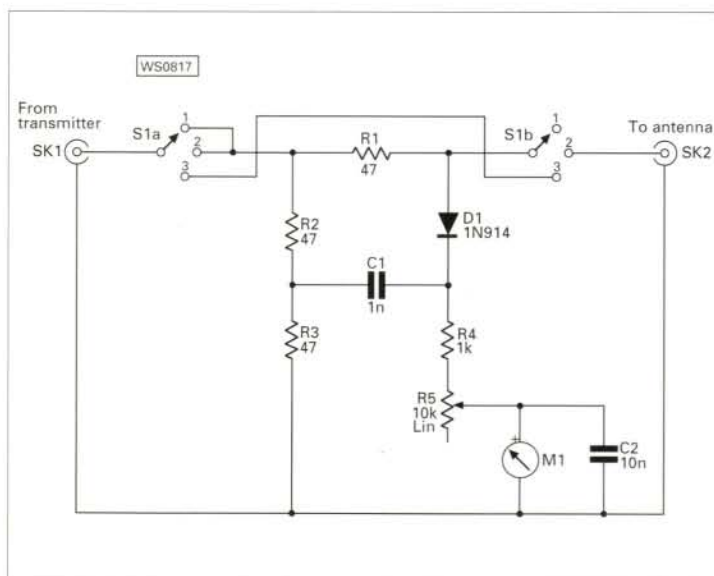 WS0817
From
transmitter
SK1
S1a
1
2
3
R1
47
S1b
1
2
3
To antenna
SK2
R2
47
D1
1N914
C1
1n
R3
47
R4
1k
R5
10k
Lin
+
M1
C2
10n